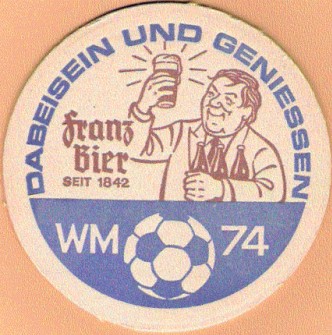 DABEISEIN UND GENIESSEN
Franz
Bier
SEIT 1842
WM 74